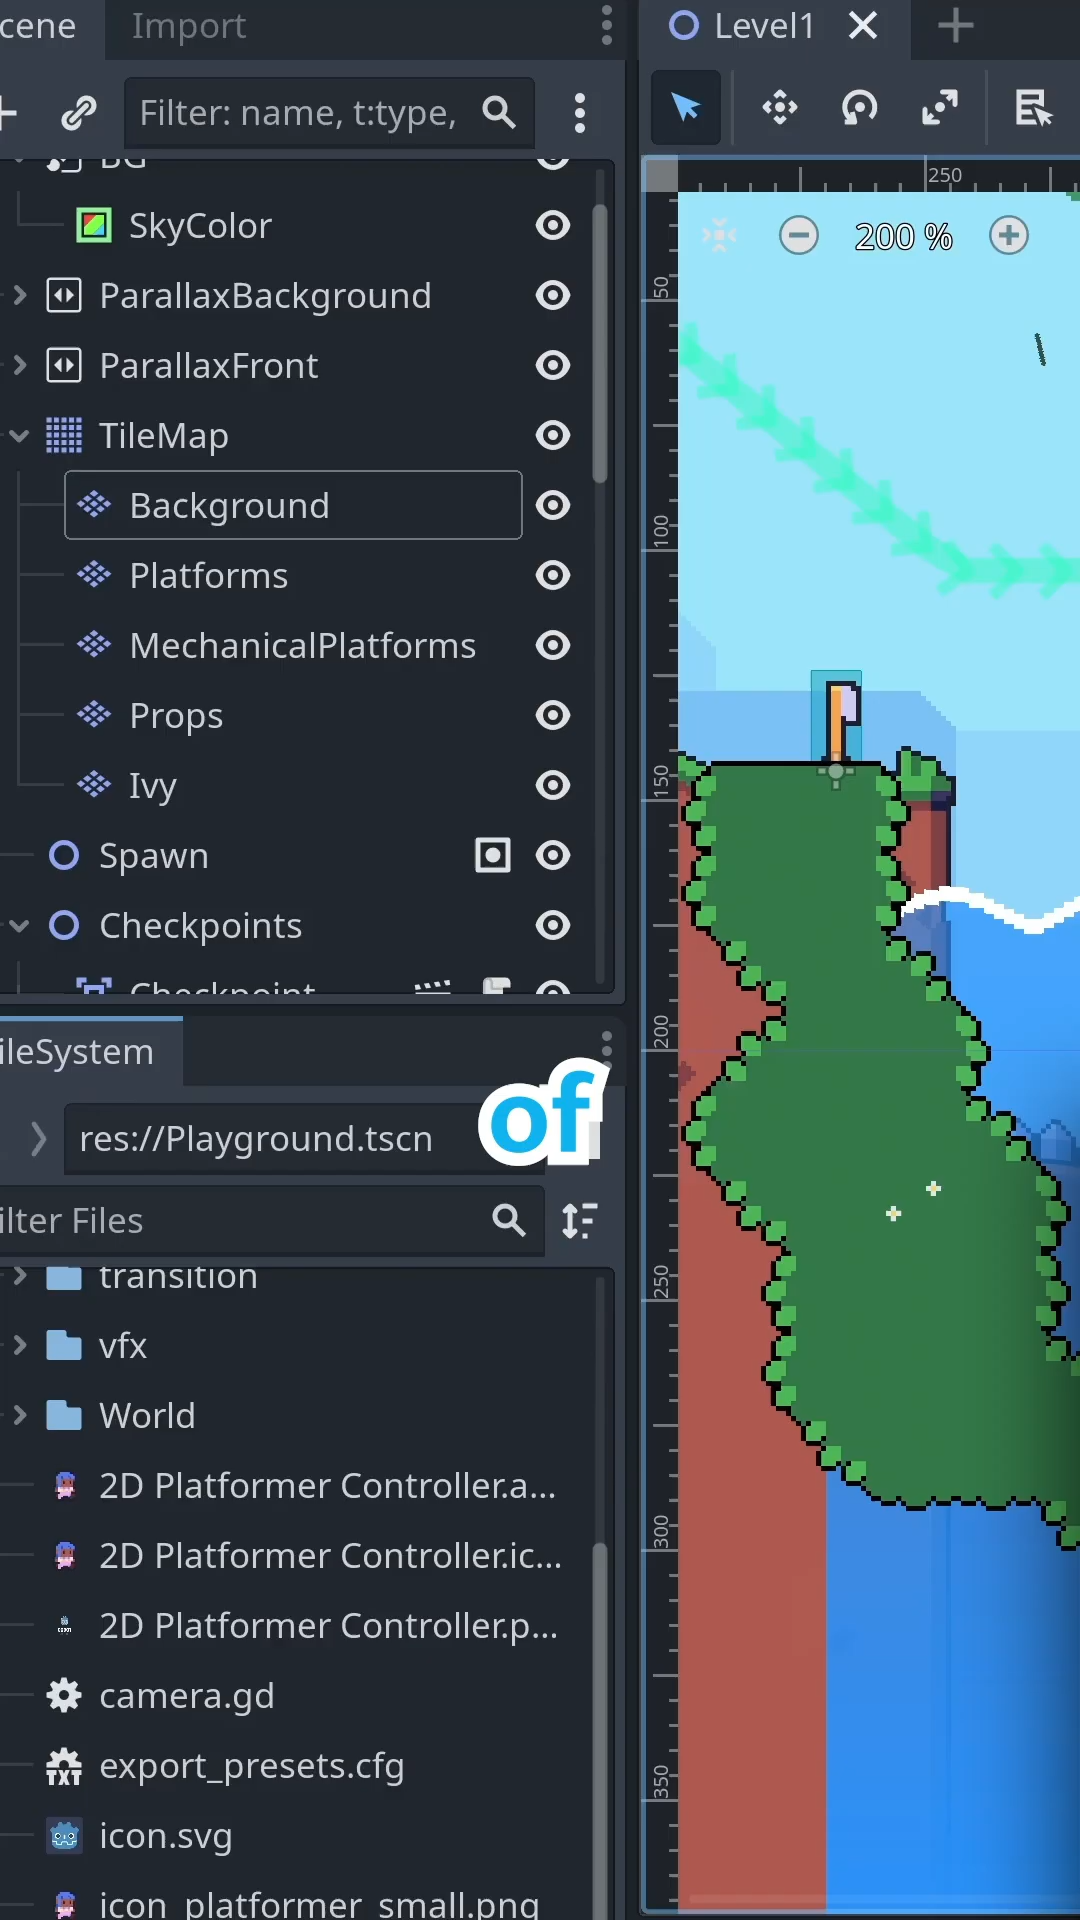 cene
Import
Level1
Filter: name, t:type,
BG
250
SkyColor
200 %
ParallaxBackground
50
ParallaxFront
TileMap
Background
100
Platforms
MechanicalPlatforms
Props
150
Ivy
Spawn
Checkpoints
Checkpoint
200
ileSystem
of
res://Playground.tscn
ilter Files
250
transition
vfx
World
2D Platformer Controller.a...
300
2D Platformer Controller.ic...
2D Platformer Controller.p...
camera.gd
export_presets.cfg
350
icon.svg
icon_platformer_small.png